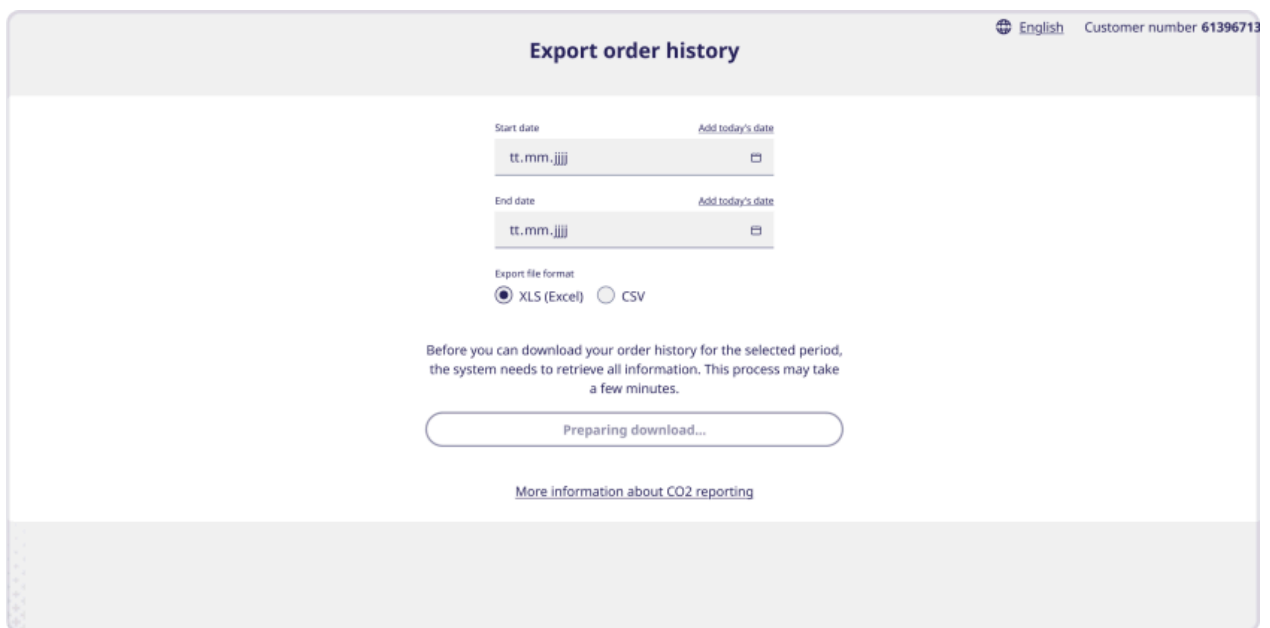 English Customer number 61396713
Export order history
Start date Add today's date
tt.mm.jjjj
End date Add today's date
tt.mm.jjjj
Export file format
XLS (Excel) CSV
Before you can download your order history for the selected period,
the system needs to retrieve all information. This process may take
a few minutes.
Preparing download...
More information about CO2 reporting